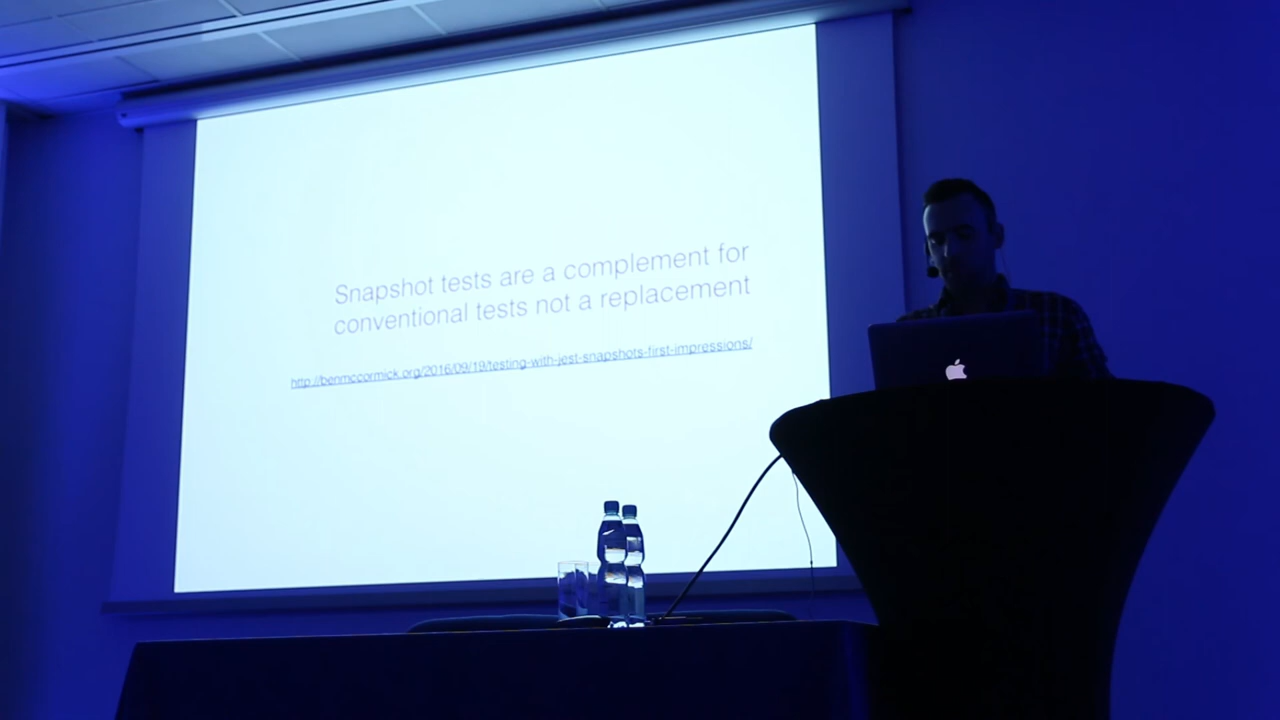 Snapshot tests are a complement for
conventional tests not a replacement
http://benmccormick.org/2016/09/19/testing-with-jest-snapshots-first-impressions/